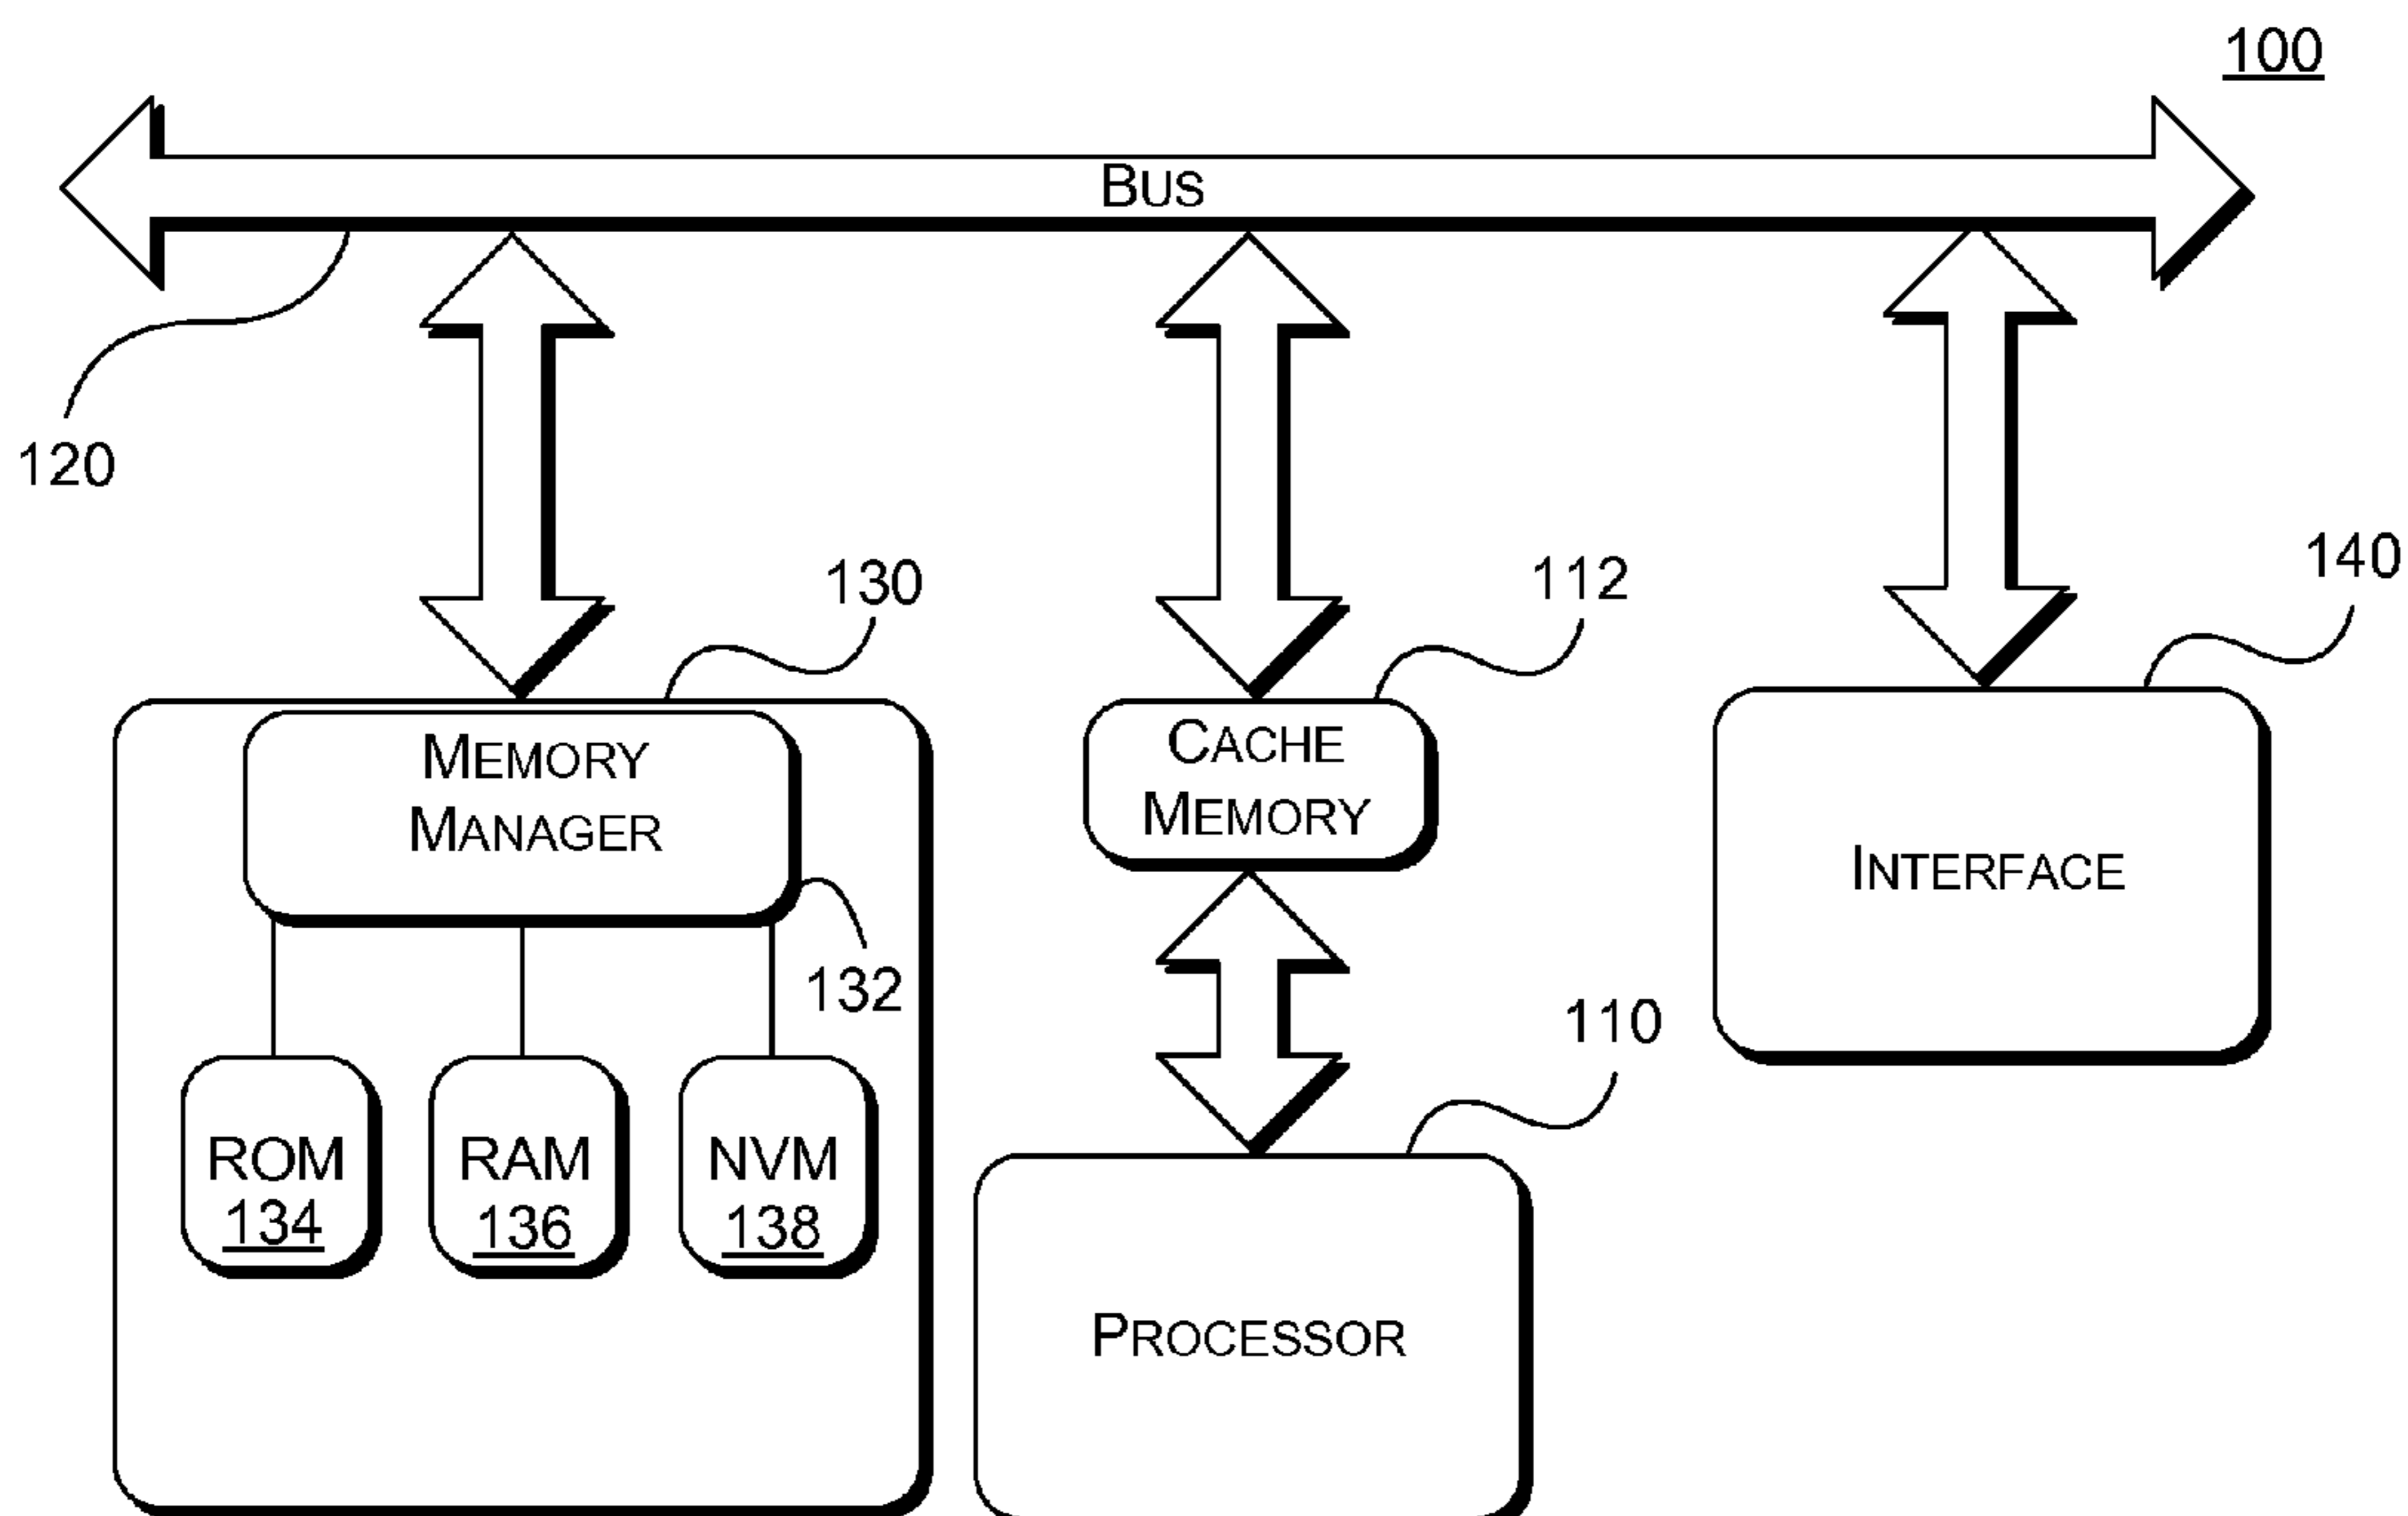 100
BUS
120
130
112
140
MEMORY
MANAGER
CACHE
MEMORY
INTERFACE
132
110
ROM
134
RAM
136
NVM
138
PROCESSOR